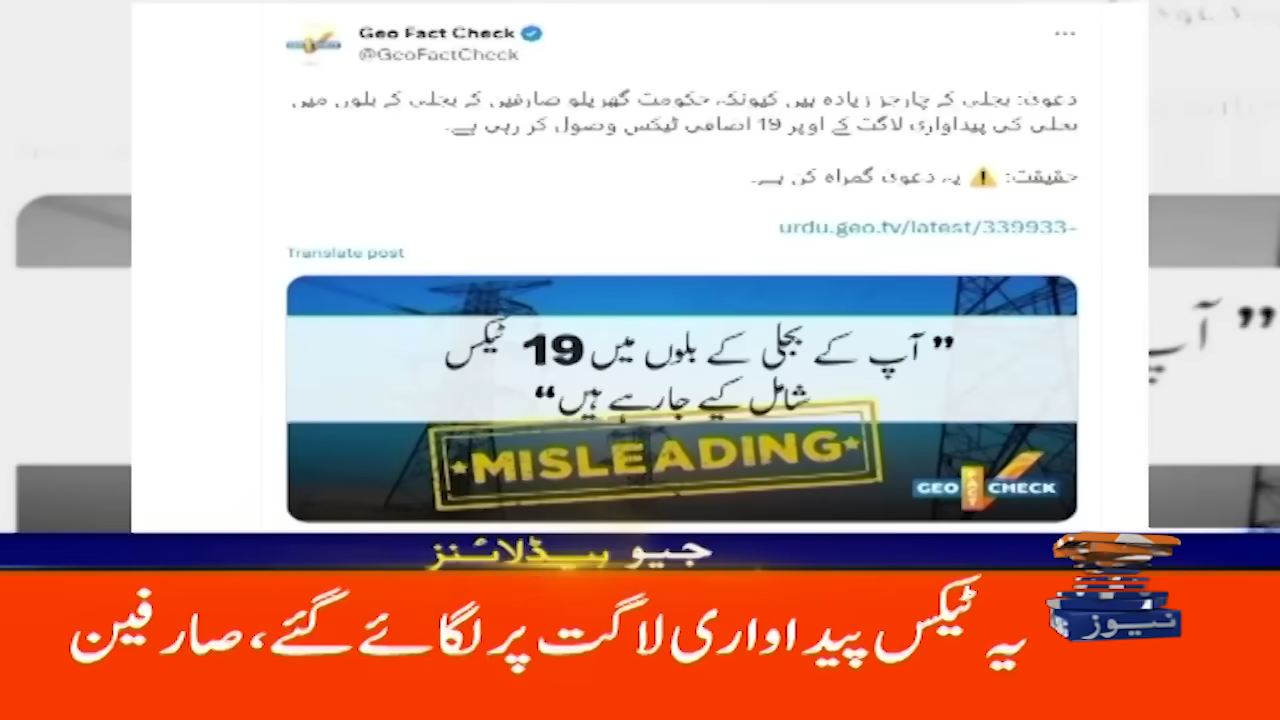 Geo Fact Check
@GeoFactCheck
دعویٰ: بجلی کے چارجز زیادہ ہیں کیونکہ حکومت گھریلو صارفین کے بجلی کے بلوں میں
بجلی کی پیداواری لاگت کے اوپر 19 اضافی ٹیکس وصول کر رہی ہے۔
حقیقت: ⚠️ یہ دعویٰ گمراہ کن ہے۔
urdu.geo.tv/latest/339933-
Translate post
” آپ کے بجلی کے بلوں میں 19 ٹیکس
شامل کیے جارہے ہیں“
MISLEADING
GEO FACT CHECK
” آپ
جیو ہیڈلائنز
نیوز
یہ ٹیکس پیداواری لاگت پر لگائے گئے، صارفین